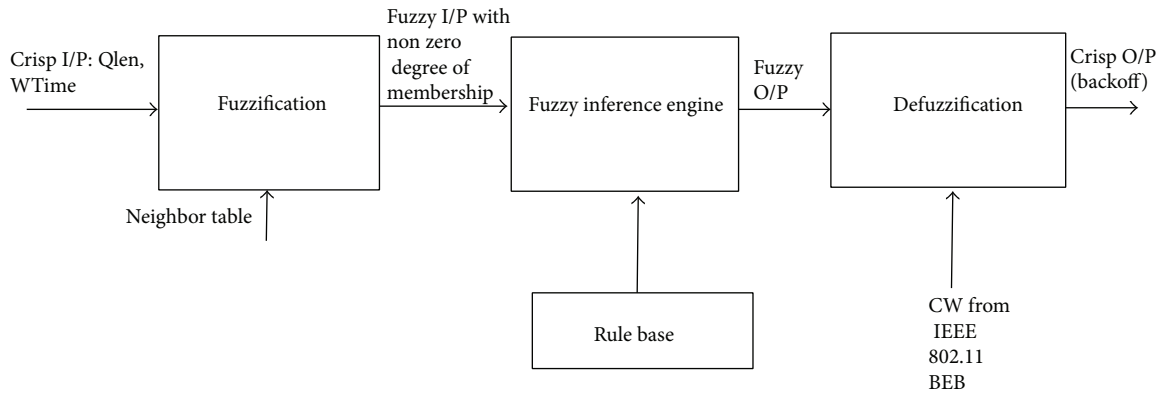 Crisp I/P: Qlen,
WTime
Fuzzification
Neighbor table
Fuzzy I/P with
non zero
degree of
membership
Fuzzy inference engine
Rule base
Fuzzy
O/P
Defuzzification
CW from
IEEE
802.11
BEB
Crisp O/P
(backoff)